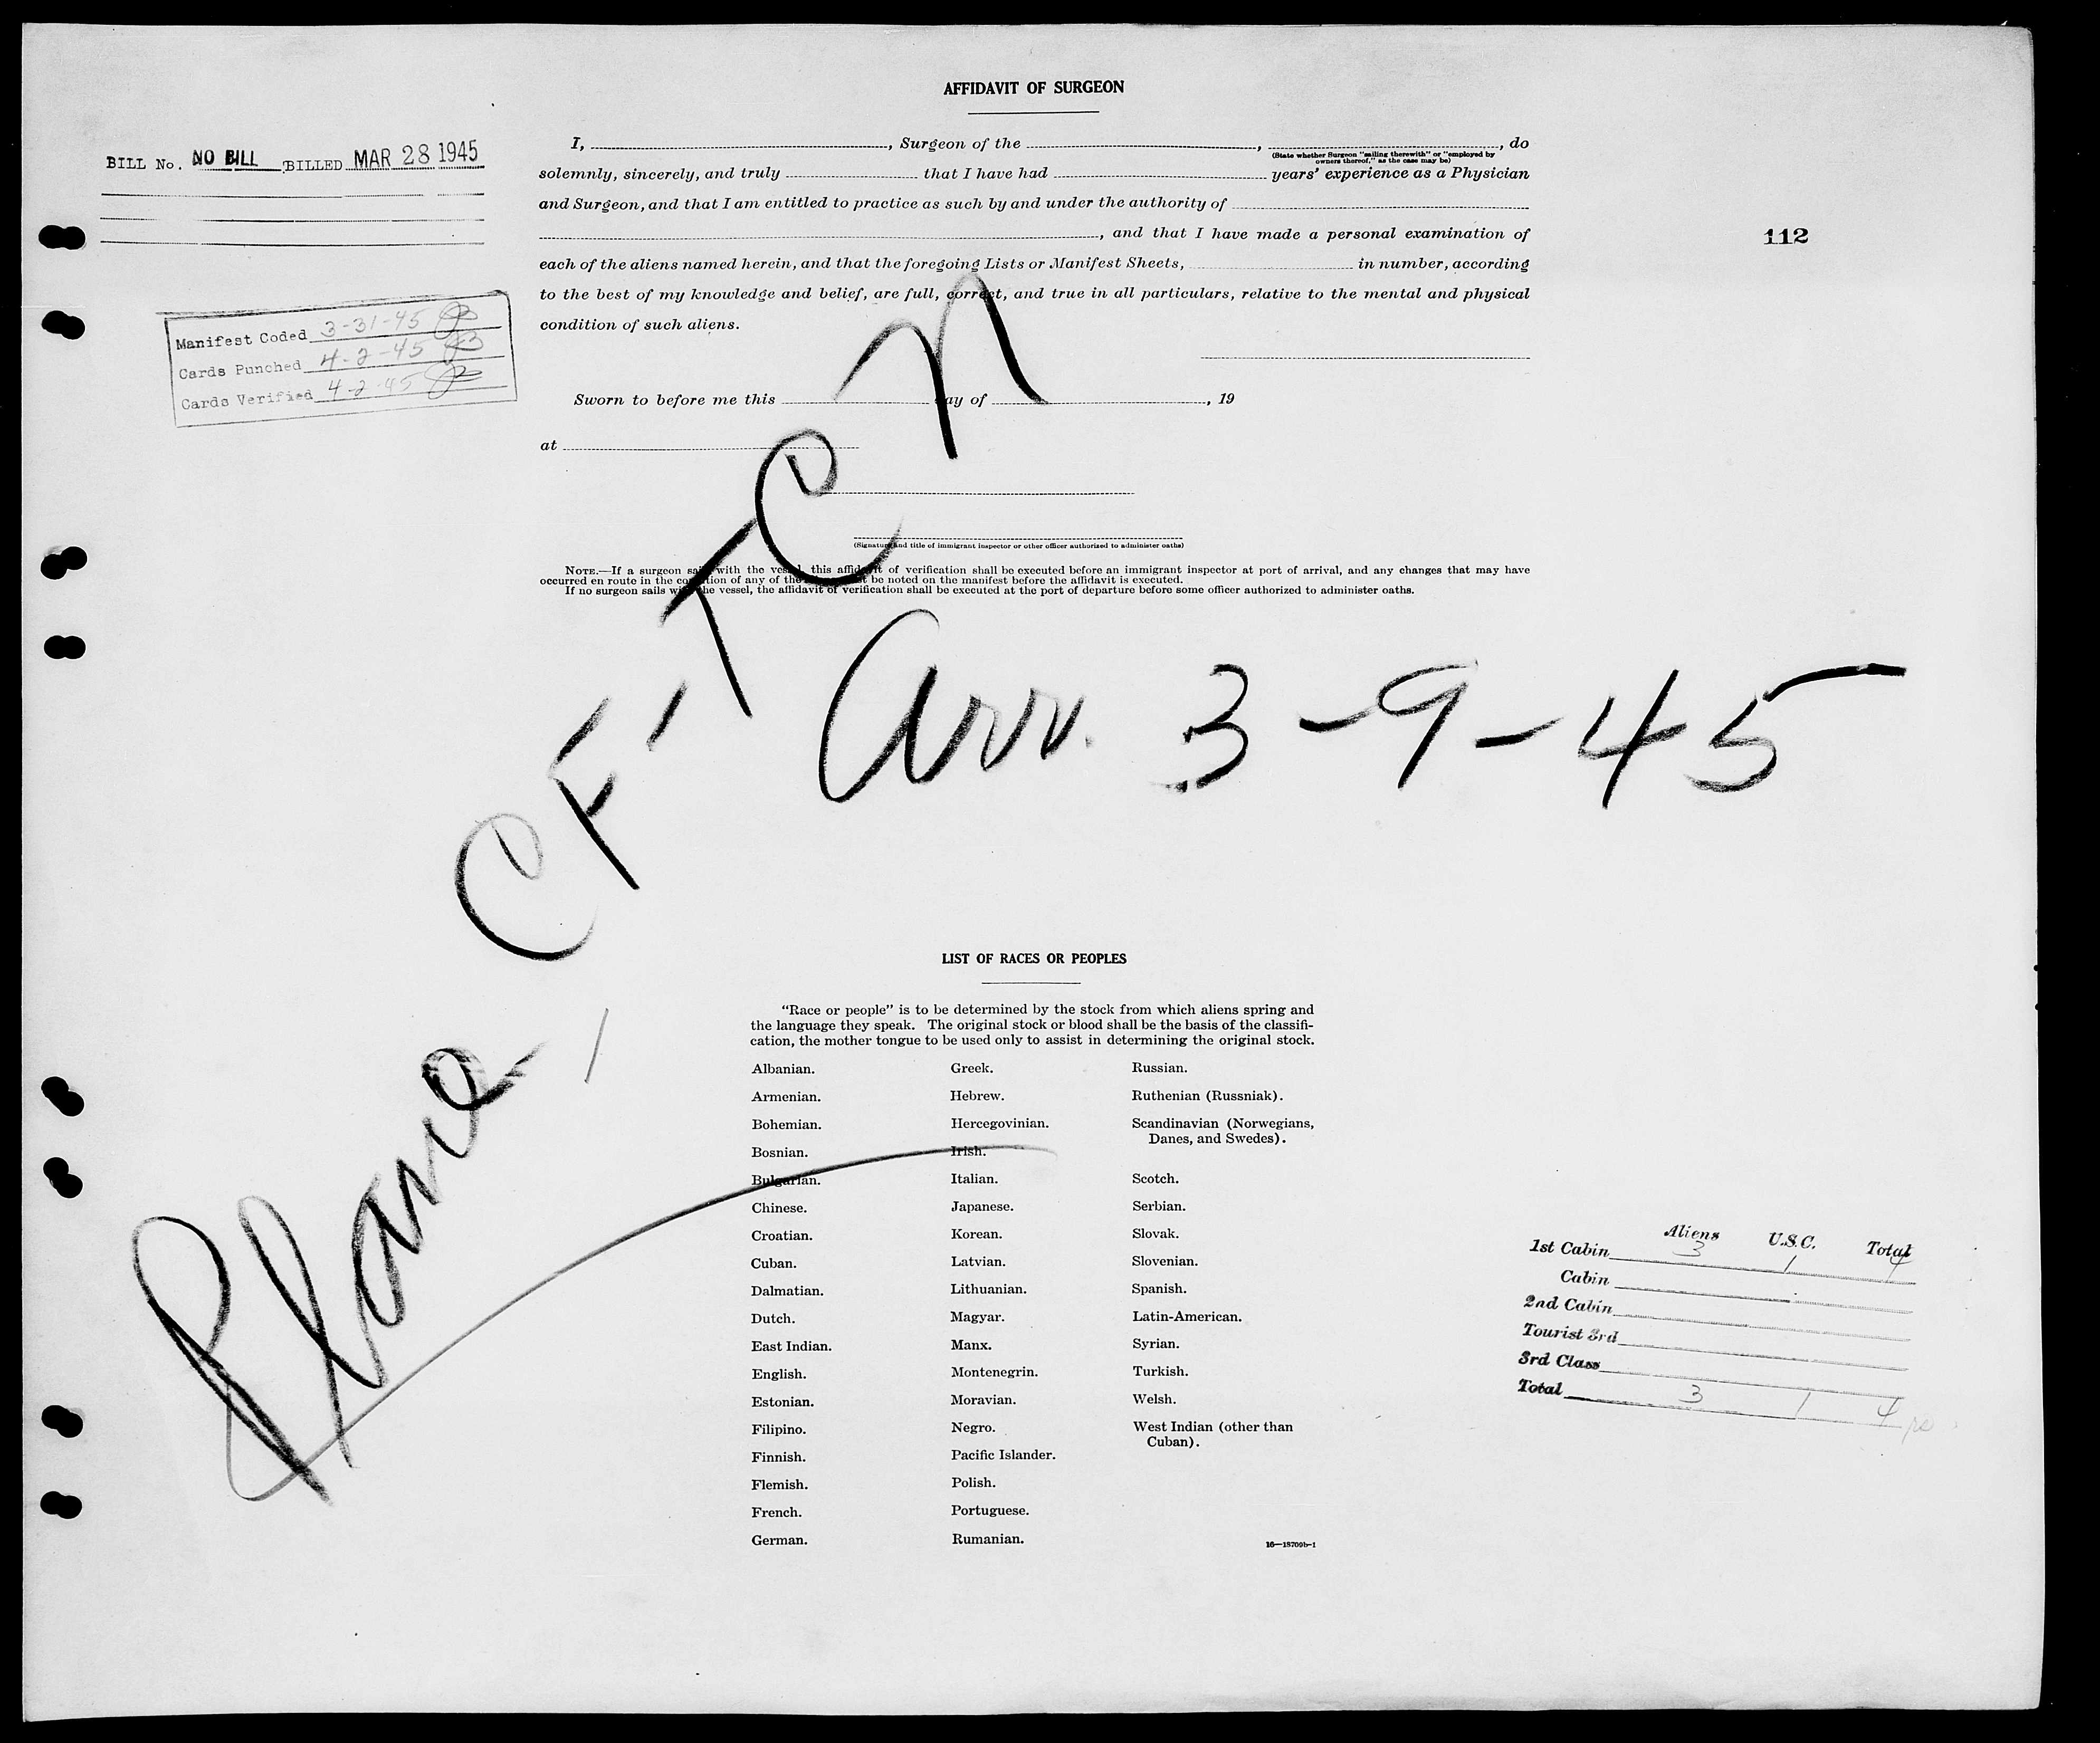 AFFIDAVIT OF SURGEON
BILL No. NO BILL BILLED MAR 28 1945
I, , Surgeon of the , , do
(State whether Surgeon "sailing therewith" or "employed by
owners thereof," as the case may be)
solemnly, sincerely, and truly that I have had years' experience as a Physician
and Surgeon, and that I am entitled to practice as such by and under the authority of
, and that I have made a personal examination of
112
each of the aliens named herein, and that the foregoing Lists or Manifest Sheets, in number, according
to the best of my knowledge and belief, are full, correct, and true in all particulars, relative to the mental and physical
condition of such aliens.
Manifest Coded 3-31-45
Cards Punched 4-2-45
Cards Verified 4-2-45
Sworn to before me this day of , 19
at
(Signature and title of immigrant inspector or other officer authorized to administer oaths)
NOTE.—If a surgeon sails with the vessel, this affidavit of verification shall be executed before an immigrant inspector at port of arrival, and any changes that may have
occurred en route in the condition of any of the be noted on the manifest before the affidavit is executed.
If no surgeon sails with the vessel, the affidavit of verification shall be executed at the port of departure before some officer authorized to administer oaths.
Plane, CF-TCN
Arr. 3-9-45
LIST OF RACES OR PEOPLES
"Race or people" is to be determined by the stock from which aliens spring and
the language they speak. The original stock or blood shall be the basis of the classifi-
cation, the mother tongue to be used only to assist in determining the original stock.
Albanian.
Armenian.
Bohemian.
Bosnian.
Bulgarian.
Chinese.
Croatian.
Cuban.
Dalmatian.
Dutch.
East Indian.
English.
Estonian.
Filipino.
Finnish.
Flemish.
French.
German.
Greek.
Hebrew.
Hercegovinian.
Irish.
Italian.
Japanese.
Korean.
Latvian.
Lithuanian.
Magyar.
Manx.
Montenegrin.
Moravian.
Negro.
Pacific Islander.
Polish.
Portuguese.
Rumanian.
Russian.
Ruthenian (Russniak).
Scandinavian (Norwegians,
Danes, and Swedes).
Scotch.
Serbian.
Slovak.
Slovenian.
Spanish.
Latin-American.
Syrian.
Turkish.
Welsh.
West Indian (other than
Cuban).
16—18709b-1
Aliens U.S.C. Total
1st Cabin 3 1 4
Cabin
2nd Cabin
Tourist 3rd
3rd Class
Total 3 1 4